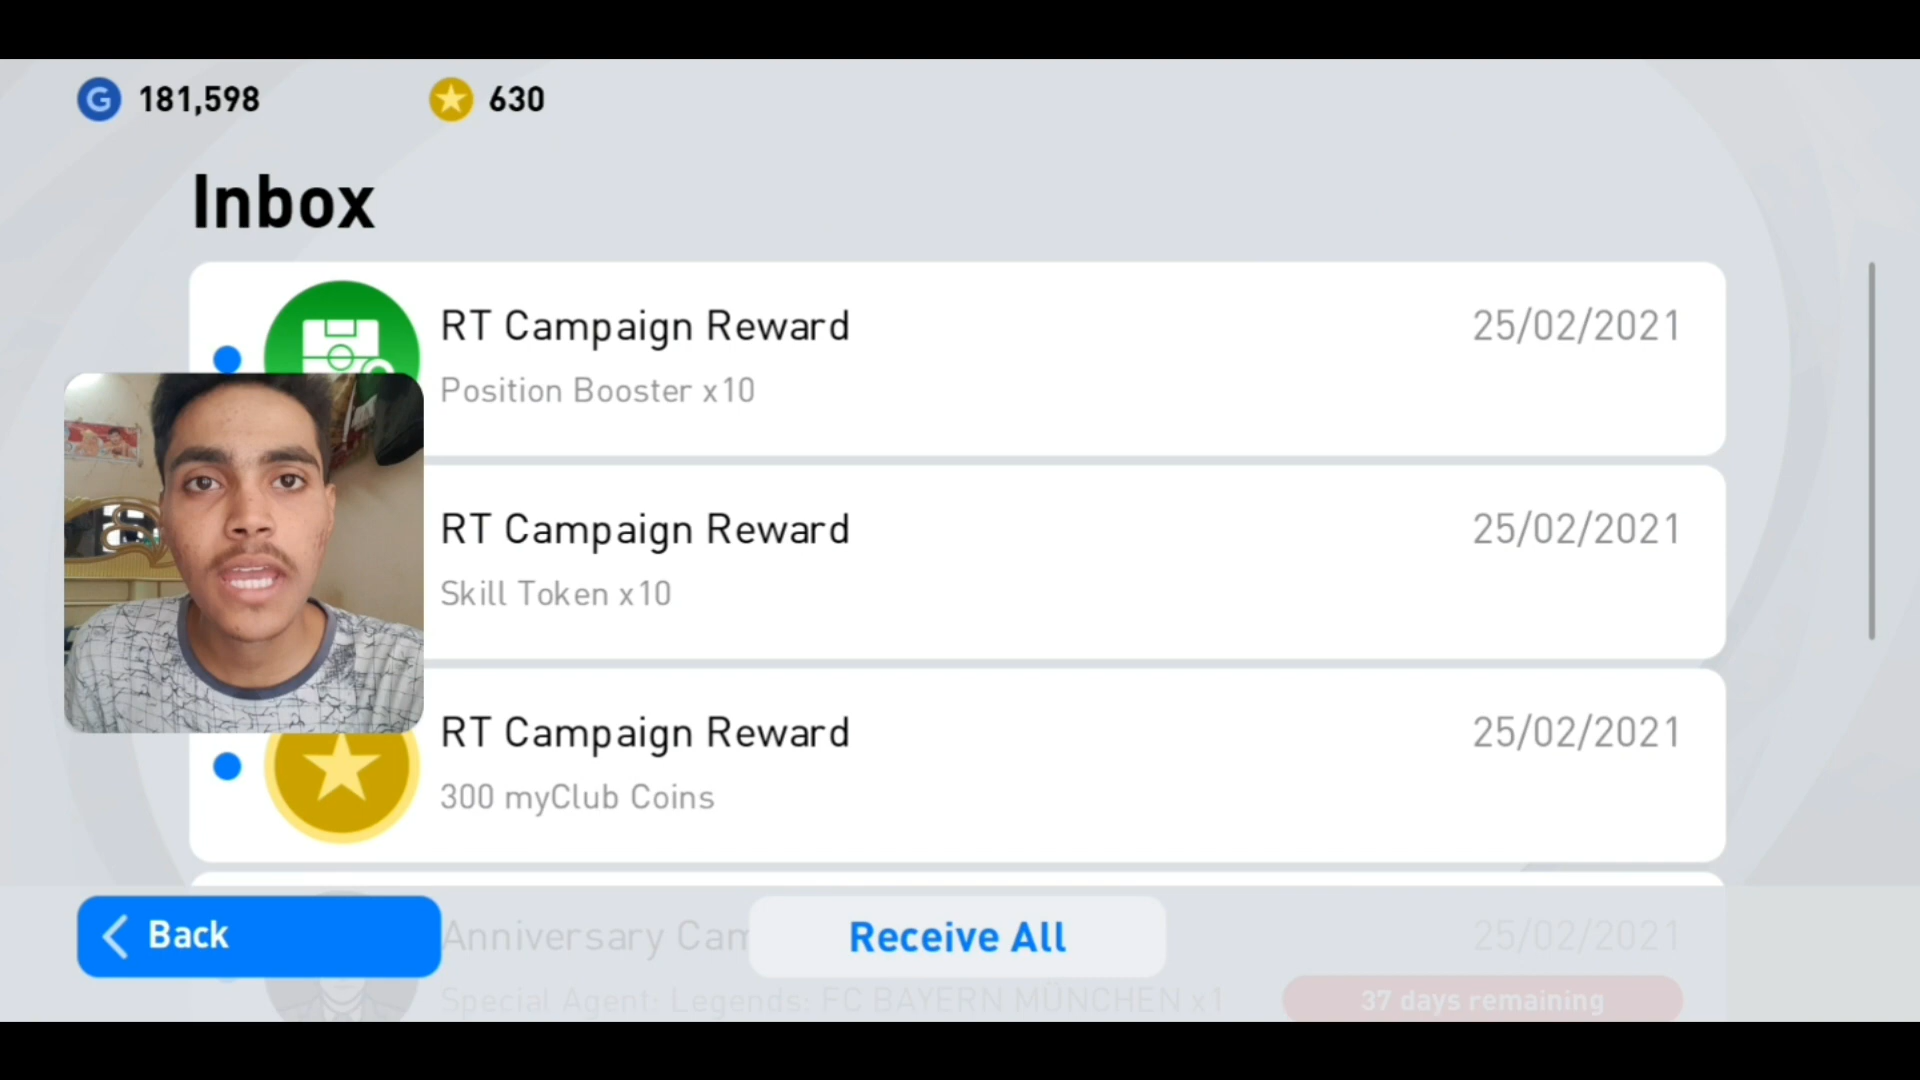 181,598
630
Inbox
RT Campaign Reward
25/02/2021
Position Booster x10
RT Campaign Reward
25/02/2021
Skill Token x10
RT Campaign Reward
25/02/2021
300 myClub Coins
Back
Anniversary Cam
Receive All
25/02/2021
Special Agent: Legends: FC BAYERN MÜNCHEN x1
37 days remaining